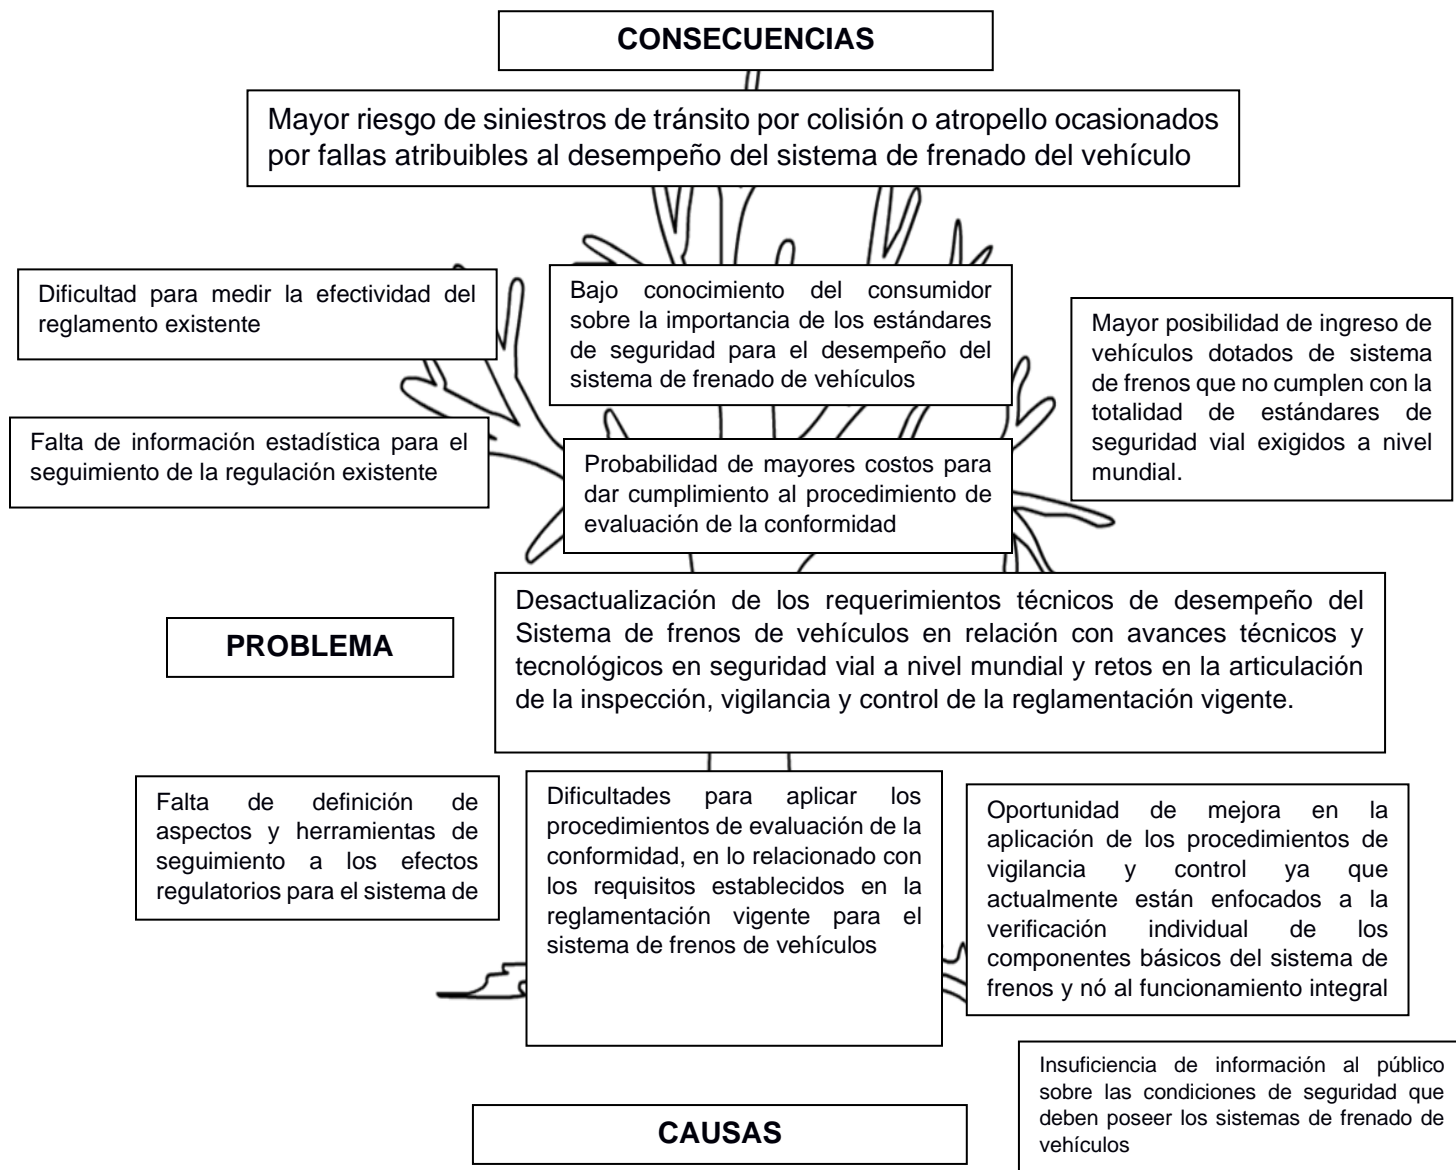 CONSECUENCIAS
Mayor riesgo de siniestros de tránsito por colisión o atropello ocasionados
por fallas atribuibles al desempeño del sistema de frenado del vehículo
Dificultad para medir la efectividad del
reglamento existente
Bajo conocimiento del consumidor
sobre la importancia de los estándares
de seguridad para el desempeño del
sistema de frenado de vehículos
Mayor posibilidad de ingreso de
vehículos dotados de sistema
de frenos que no cumplen con la
totalidad de estándares de
seguridad vial exigidos a nivel
mundial.
Falta de información estadística para el
seguimiento de la regulación existente
Probabilidad de mayores costos para
dar cumplimiento al procedimiento de
evaluación de la conformidad
PROBLEMA
Desactualización de los requerimientos técnicos de desempeño del
Sistema de frenos de vehículos en relación con avances técnicos y
tecnológicos en seguridad vial a nivel mundial y retos en la articulación
de la inspección, vigilancia y control de la reglamentación vigente.
Falta de definición de
aspectos y herramientas de
seguimiento a los efectos
regulatorios para el sistema de
Dificultades para aplicar los
procedimientos de evaluación de la
conformidad, en lo relacionado con
los requisitos establecidos en la
reglamentación vigente para el
sistema de frenos de vehículos
Oportunidad de mejora en la
aplicación de los procedimientos de
vigilancia y control ya que
actualmente están enfocados a la
verificación individual de los
componentes básicos del sistema de
frenos y nó al funcionamiento integral
Insuficiencia de información al público
sobre las condiciones de seguridad que
deben poseer los sistemas de frenado de
vehículos
CAUSAS